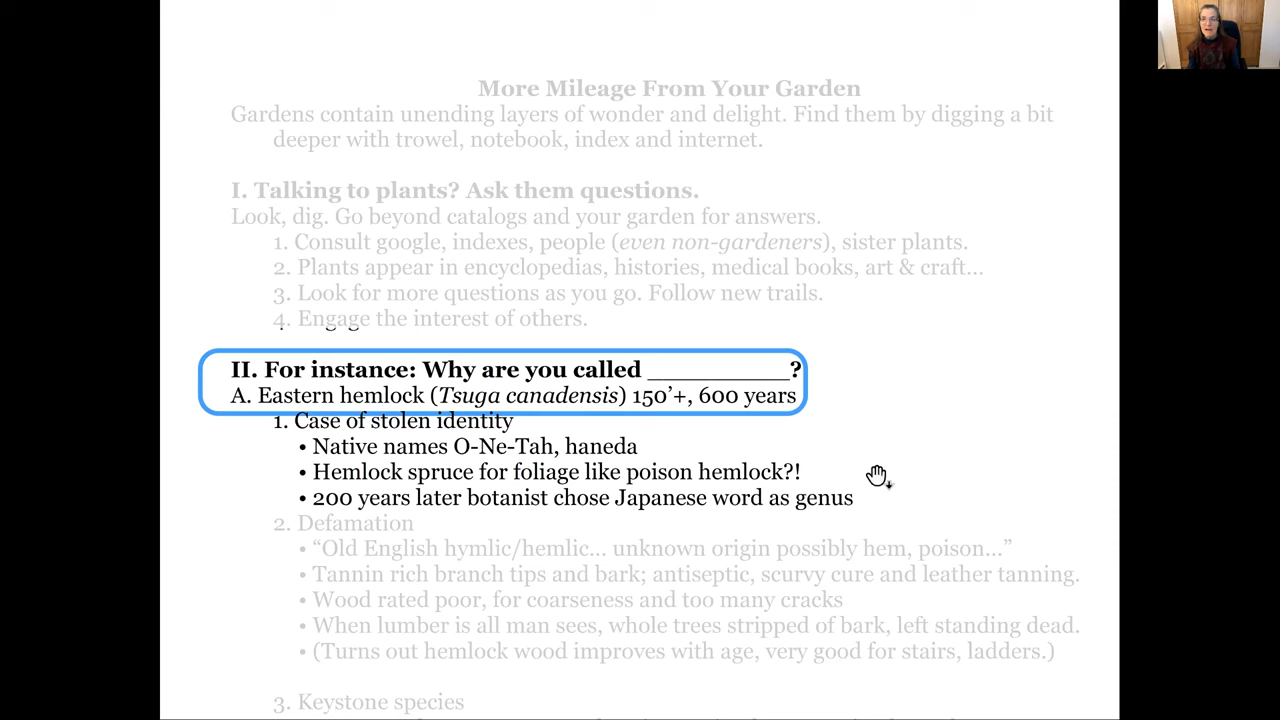 More Mileage From Your Garden
Gardens contain unending layers of wonder and delight. Find them by digging a bit
deeper with trowel, notebook, index and internet.
I. Talking to plants? Ask them questions.
Look, dig. Go beyond catalogs and your garden for answers.
1. Consult google, indexes, people (even non-gardeners), sister plants.
2. Plants appear in encyclopedias, histories, medical books, art & craft...
3. Look for more questions as you go. Follow new trails.
4. Engage the interest of others.
II. For instance: Why are you called __________?
A. Eastern hemlock (Tsuga canadensis) 150’+, 600 years
1. Case of stolen identity
• Native names O-Ne-Tah, haneda
• Hemlock spruce for foliage like poison hemlock?!
• 200 years later botanist chose Japanese word as genus
2. Defamation
• “Old English hymlic/hemlic... unknown origin possibly hem, poison...”
• Tannin rich branch tips and bark; antiseptic, scurvy cure and leather tanning.
• Wood rated poor, for coarseness and too many cracks
• When lumber is all man sees, whole trees stripped of bark, left standing dead.
• (Turns out hemlock wood improves with age, very good for stairs, ladders.)
3. Keystone species